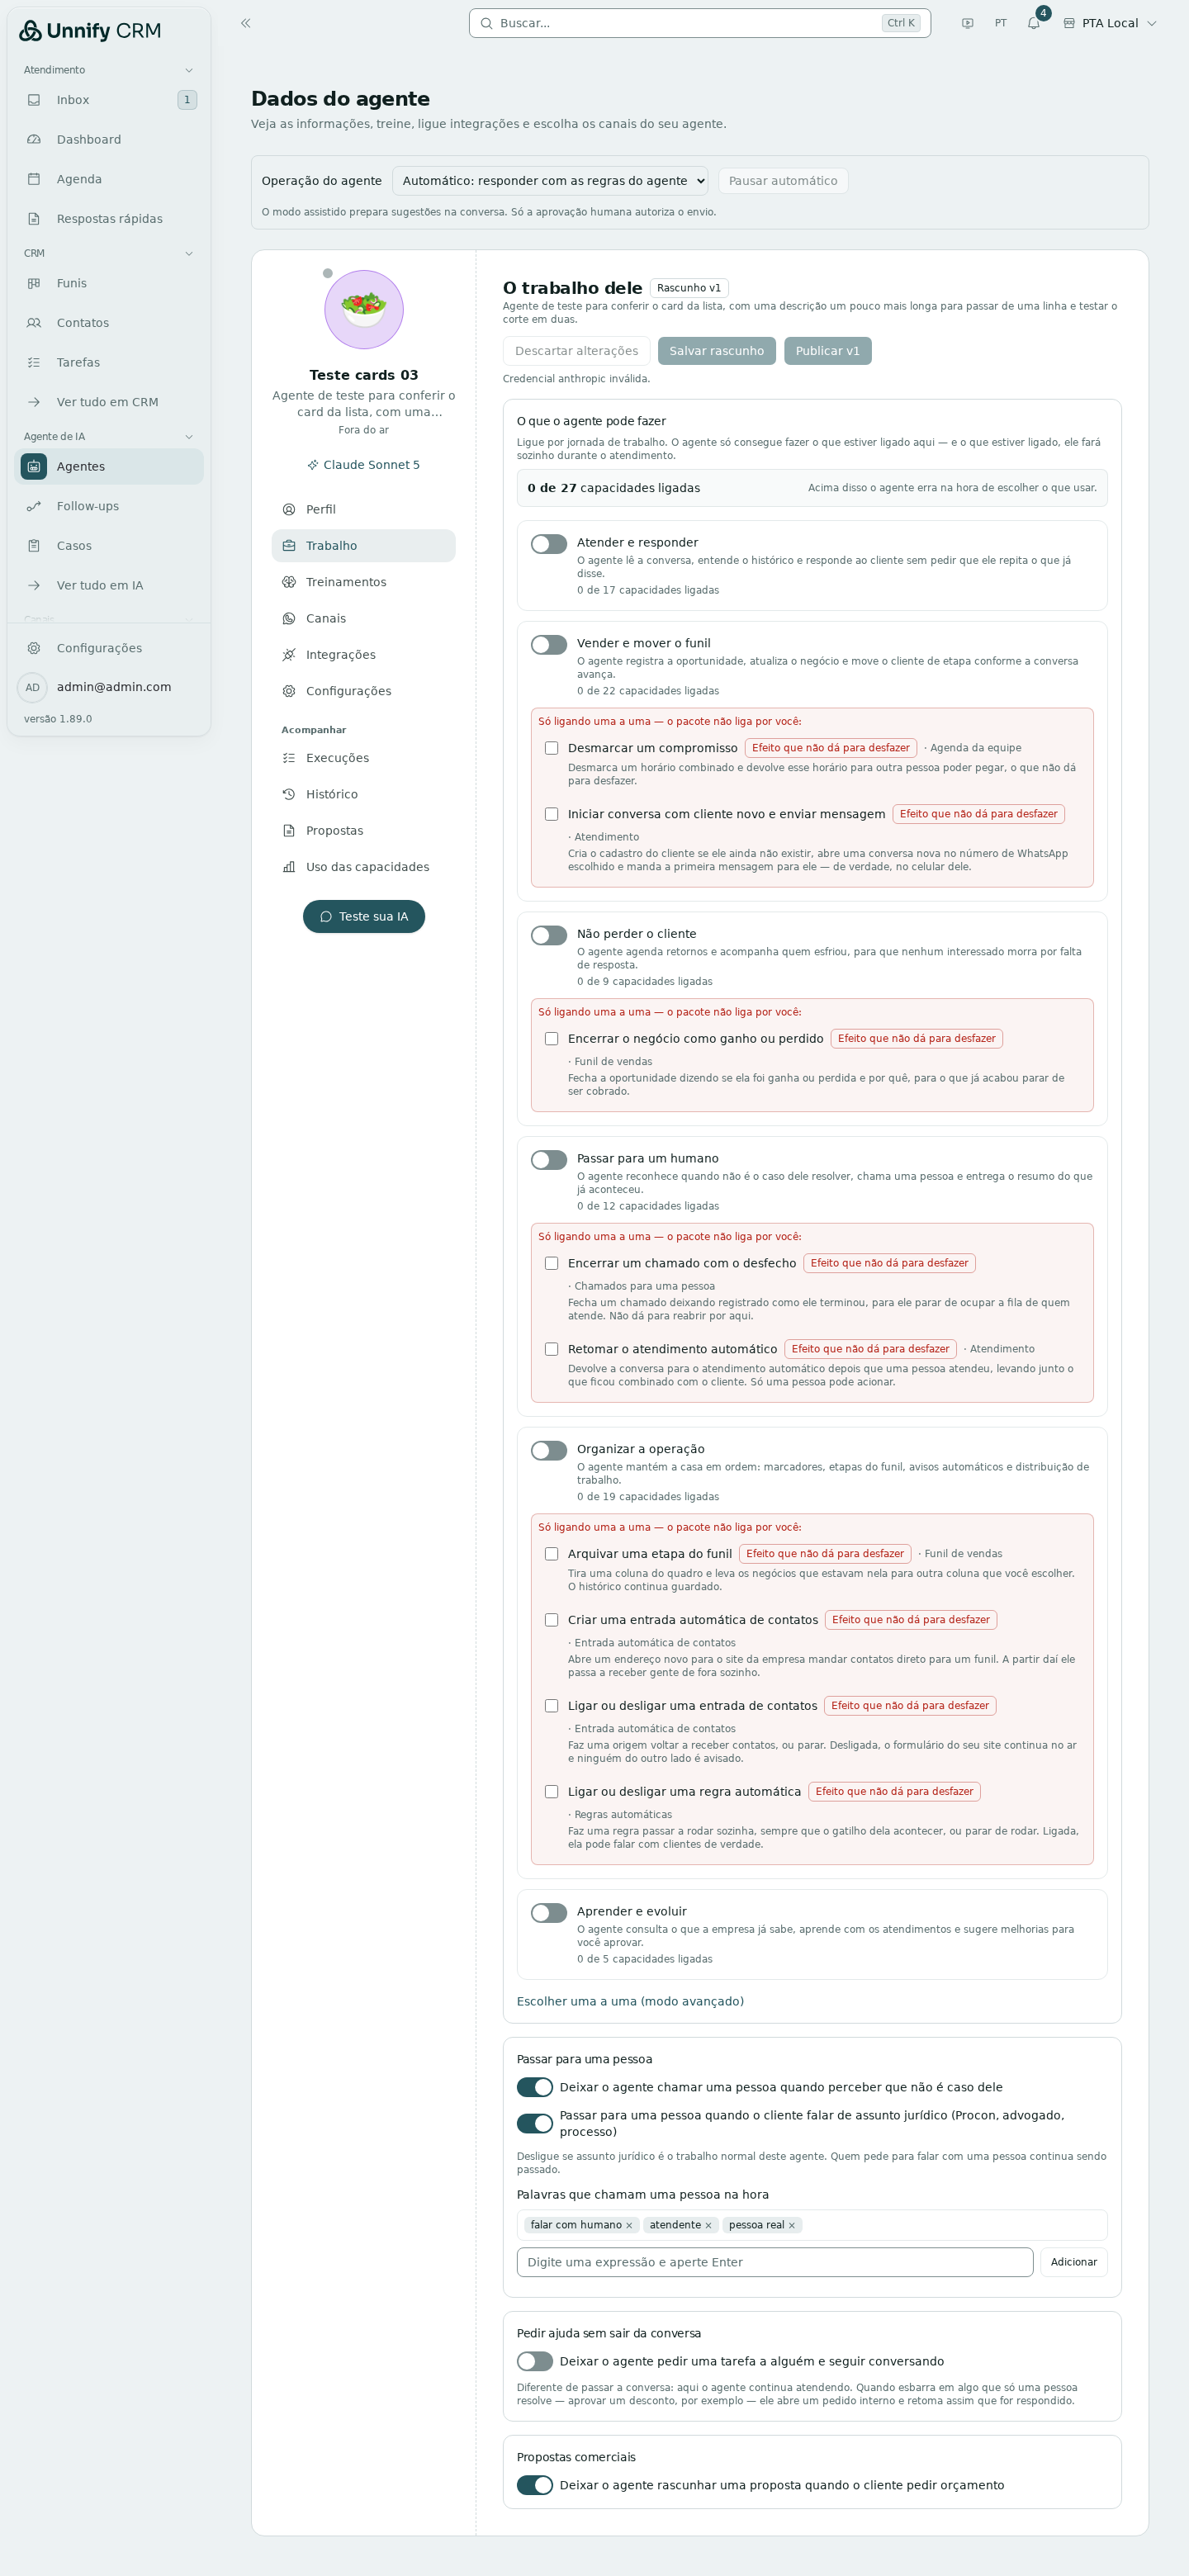 Unnify CRM
Atendimento
Inbox
1
Dashboard
Agenda
Respostas rápidas
CRM
Funis
Contatos
Tarefas
Ver tudo em CRM
Agente de IA
Agentes
Follow-ups
Casos
Ver tudo em IA
Canais
Configurações
AD
admin@admin.com
versão 1.89.0
Buscar...
Ctrl K
PT
4
PTA Local
Dados do agente
Veja as informações, treine, ligue integrações e escolha os canais do seu agente.
Operação do agente
Automático: responder com as regras do agente
Pausar automático
O modo assistido prepara sugestões na conversa. Só a aprovação humana autoriza o envio.
Teste cards 03
Agente de teste para conferir o
card da lista, com uma...
Fora do ar
Claude Sonnet 5
Perfil
Trabalho
Treinamentos
Canais
Integrações
Configurações
Acompanhar
Execuções
Histórico
Propostas
Uso das capacidades
Teste sua IA
O trabalho dele
Rascunho v1
Agente de teste para conferir o card da lista, com uma descrição um pouco mais longa para passar de uma linha e testar o
corte em duas.
Descartar alterações
Salvar rascunho
Publicar v1
Credencial anthropic inválida.
O que o agente pode fazer
Ligue por jornada de trabalho. O agente só consegue fazer o que estiver ligado aqui — e o que estiver ligado, ele fará
sozinho durante o atendimento.
0 de 27 capacidades ligadas
Acima disso o agente erra na hora de escolher o que usar.
Atender e responder
O agente lê a conversa, entende o histórico e responde ao cliente sem pedir que ele repita o que já
disse.
0 de 17 capacidades ligadas
Vender e mover o funil
O agente registra a oportunidade, atualiza o negócio e move o cliente de etapa conforme a conversa
avança.
0 de 22 capacidades ligadas
Só ligando uma a uma — o pacote não liga por você:
Desmarcar um compromisso
Efeito que não dá para desfazer
· Agenda da equipe
Desmarca um horário combinado e devolve esse horário para outra pessoa poder pegar, o que não dá
para desfazer.
Iniciar conversa com cliente novo e enviar mensagem
Efeito que não dá para desfazer
· Atendimento
Cria o cadastro do cliente se ele ainda não existir, abre uma conversa nova no número de WhatsApp
escolhido e manda a primeira mensagem para ele — de verdade, no celular dele.
Não perder o cliente
O agente agenda retornos e acompanha quem esfriou, para que nenhum interessado morra por falta
de resposta.
0 de 9 capacidades ligadas
Só ligando uma a uma — o pacote não liga por você:
Encerrar o negócio como ganho ou perdido
Efeito que não dá para desfazer
· Funil de vendas
Fecha a oportunidade dizendo se ela foi ganha ou perdida e por quê, para o que já acabou parar de
ser cobrado.
Passar para um humano
O agente reconhece quando não é o caso dele resolver, chama uma pessoa e entrega o resumo do que
já aconteceu.
0 de 12 capacidades ligadas
Só ligando uma a uma — o pacote não liga por você:
Encerrar um chamado com o desfecho
Efeito que não dá para desfazer
· Chamados para uma pessoa
Fecha um chamado deixando registrado como ele terminou, para ele parar de ocupar a fila de quem
atende. Não dá para reabrir por aqui.
Retomar o atendimento automático
Efeito que não dá para desfazer
· Atendimento
Devolve a conversa para o atendimento automático depois que uma pessoa atendeu, levando junto o
que ficou combinado com o cliente. Só uma pessoa pode acionar.
Organizar a operação
O agente mantém a casa em ordem: marcadores, etapas do funil, avisos automáticos e distribuição de
trabalho.
0 de 19 capacidades ligadas
Só ligando uma a uma — o pacote não liga por você:
Arquivar uma etapa do funil
Efeito que não dá para desfazer
· Funil de vendas
Tira uma coluna do quadro e leva os negócios que estavam nela para outra coluna que você escolher.
O histórico continua guardado.
Criar uma entrada automática de contatos
Efeito que não dá para desfazer
· Entrada automática de contatos
Abre um endereço novo para o site da empresa mandar contatos direto para um funil. A partir daí ele
passa a receber gente de fora sozinho.
Ligar ou desligar uma entrada de contatos
Efeito que não dá para desfazer
· Entrada automática de contatos
Faz uma origem voltar a receber contatos, ou parar. Desligada, o formulário do seu site continua no ar
e ninguém do outro lado é avisado.
Ligar ou desligar uma regra automática
Efeito que não dá para desfazer
· Regras automáticas
Faz uma regra passar a rodar sozinha, sempre que o gatilho dela acontecer, ou parar de rodar. Ligada,
ela pode falar com clientes de verdade.
Aprender e evoluir
O agente consulta o que a empresa já sabe, aprende com os atendimentos e sugere melhorias para
você aprovar.
0 de 5 capacidades ligadas
Escolher uma a uma (modo avançado)
Passar para uma pessoa
Deixar o agente chamar uma pessoa quando perceber que não é caso dele
Passar para uma pessoa quando o cliente falar de assunto jurídico (Procon, advogado,
processo)
Desligue se assunto jurídico é o trabalho normal deste agente. Quem pede para falar com uma pessoa continua sendo
passado.
Palavras que chamam uma pessoa na hora
falar com humano ×
atendente ×
pessoa real ×
Digite uma expressão e aperte Enter
Adicionar
Pedir ajuda sem sair da conversa
Deixar o agente pedir uma tarefa a alguém e seguir conversando
Diferente de passar a conversa: aqui o agente continua atendendo. Quando esbarra em algo que só uma pessoa
resolve — aprovar um desconto, por exemplo — ele abre um pedido interno e retoma assim que for respondido.
Propostas comerciais
Deixar o agente rascunhar uma proposta quando o cliente pedir orçamento